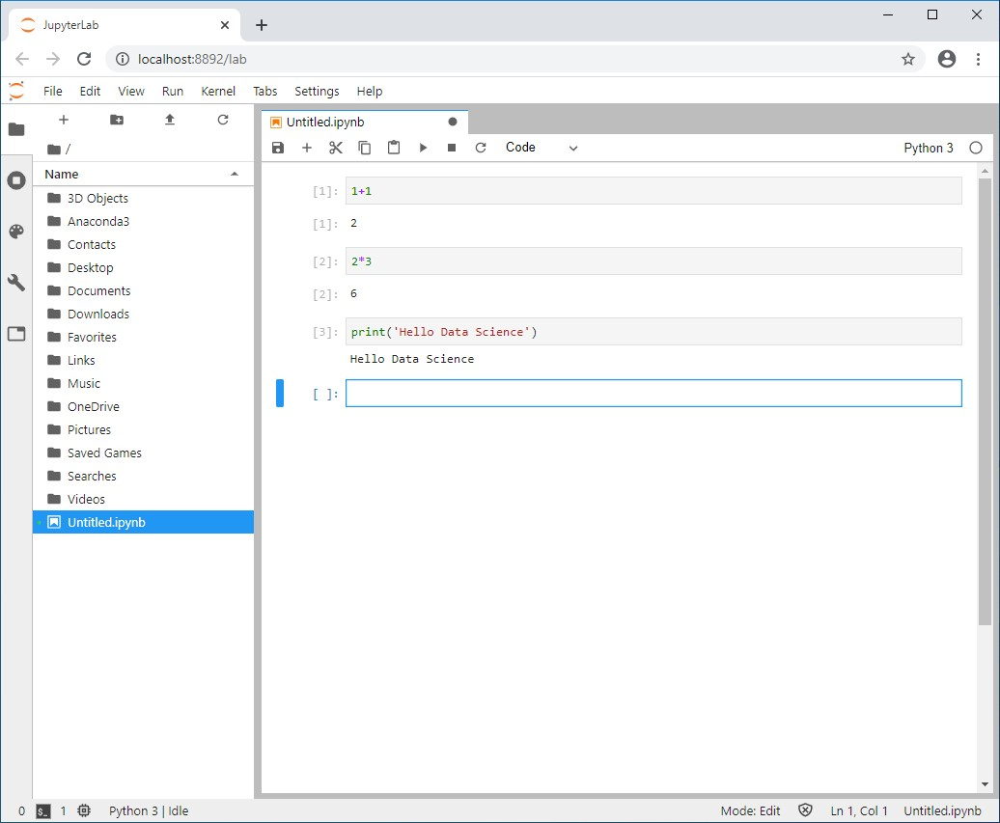 JupyterLab
localhost:8892/lab
File Edit View Run Kernel Tabs Settings Help
Untitled.ipynb
/
Code
Python 3
Name
3D Objects
Anaconda3
Contacts
Desktop
Documents
Downloads
Favorites
Links
Music
OneDrive
Pictures
Saved Games
Searches
Videos
Untitled.ipynb
[1]: 1+1
[1]: 2
[2]: 2*3
[2]: 6
[3]: print('Hello Data Science')
Hello Data Science
[ ]:
0 $_ 1 Python 3 | Idle Mode: Edit Ln 1, Col 1 Untitled.ipynb